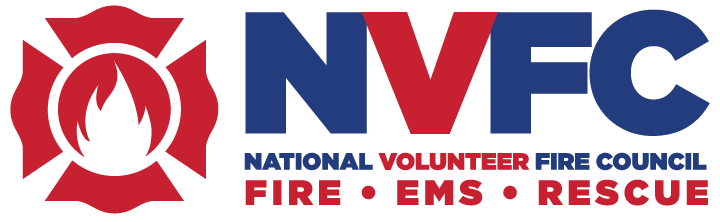 NVFC
NATIONAL VOLUNTEER FIRE COUNCIL
FIRE • EMS • RESCUE